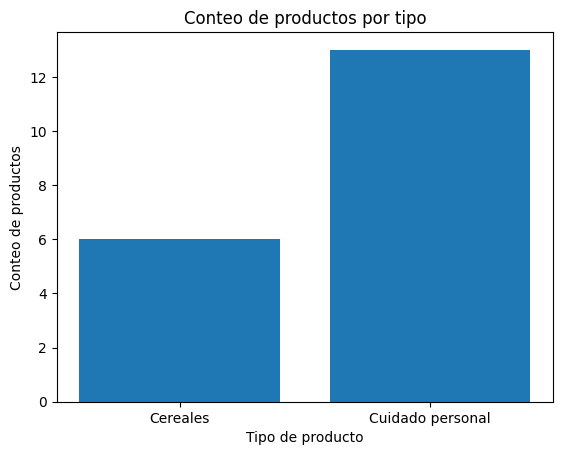 Conteo de productos por tipo
Conteo de productos
12
10
8
6
4
2
0
Cereales Cuidado personal
Tipo de producto